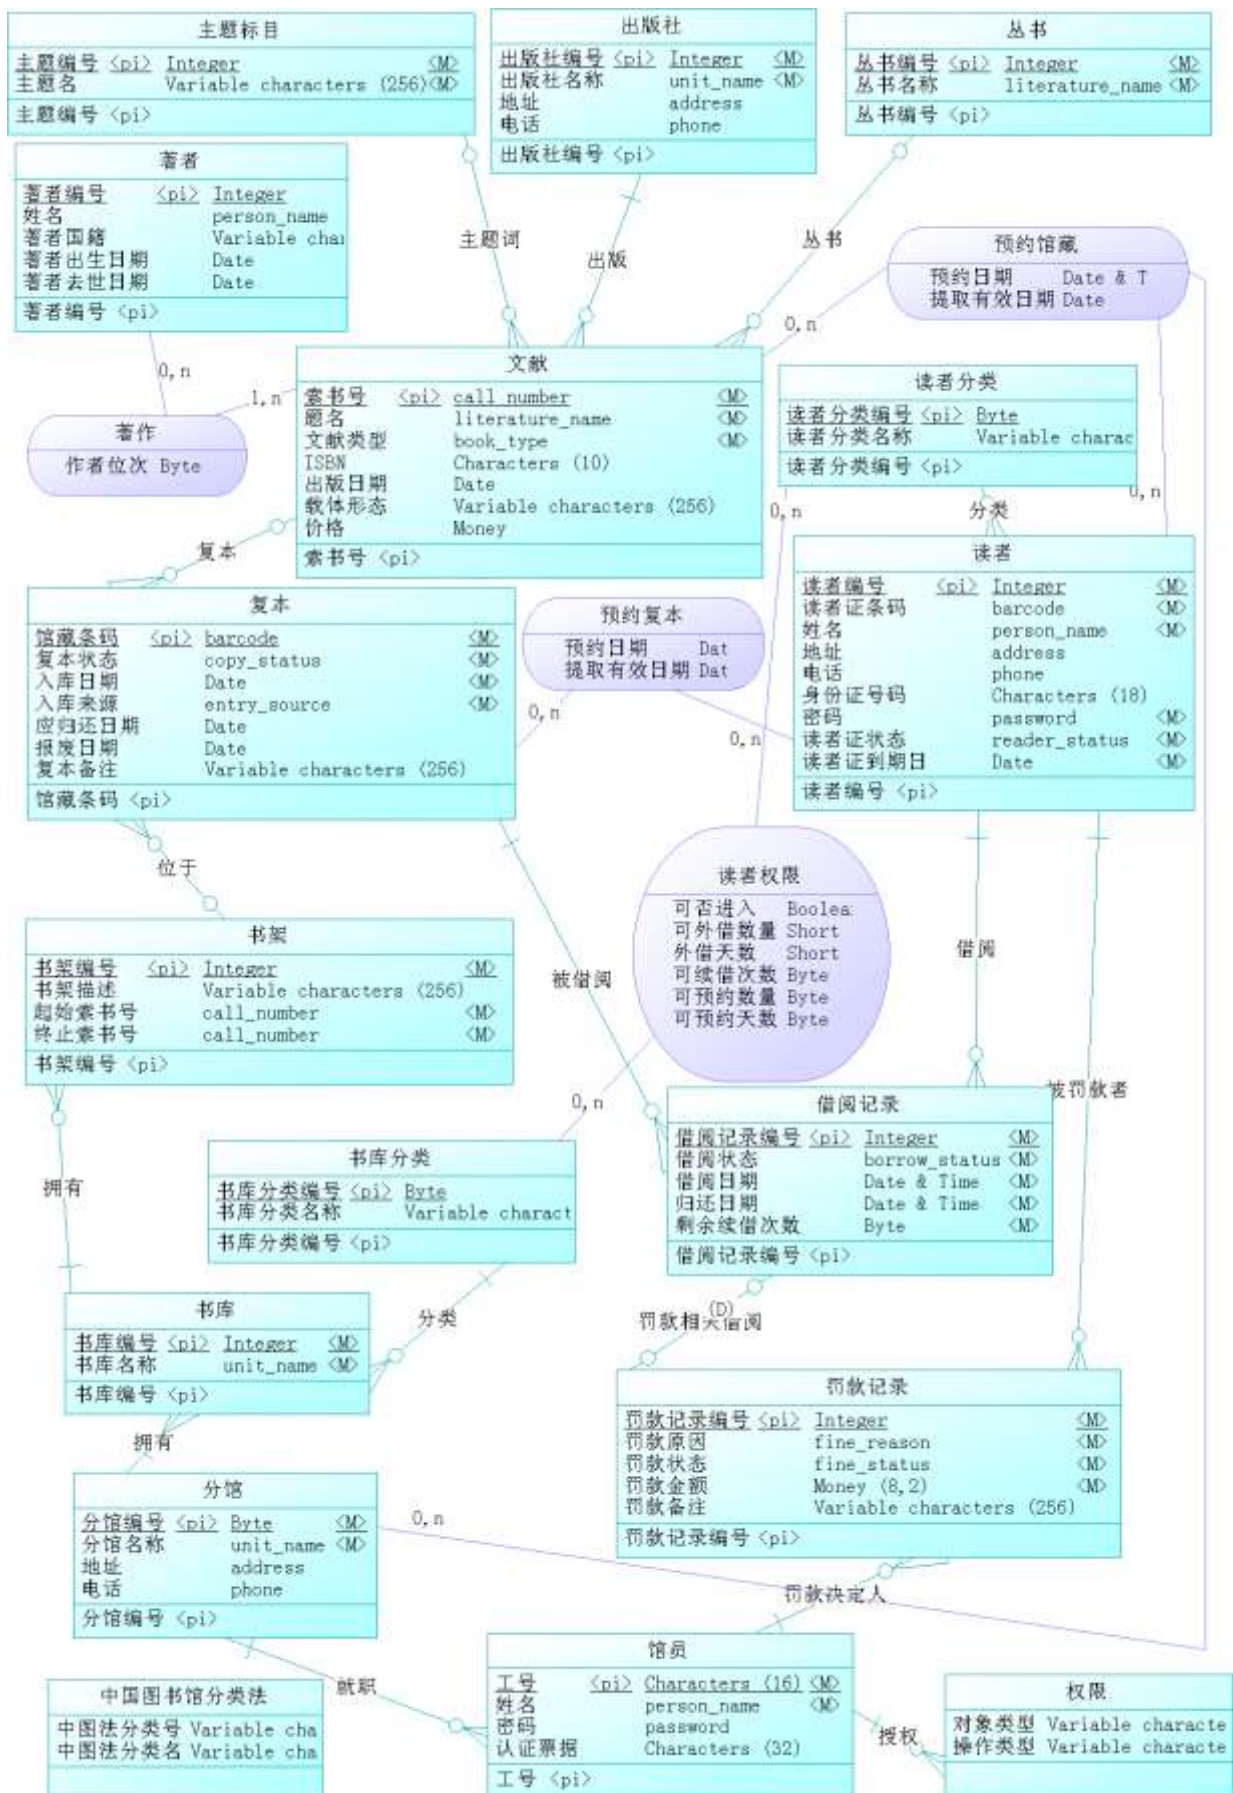 主题标目
主题编号 <pi> Integer <M>
主题名 Variable characters (256) <M>
主题编号 <pi>
出版社
出版社编号 <pi> Integer <M>
出版社名称 unit_name <M>
地址 address
电话 phone
出版社编号 <pi>
丛书
丛书编号 <pi> Integer <M>
丛书名称 literature_name <M>
丛书编号 <pi>
著者
著者编号 <pi> Integer
姓名 person_name
著者国籍 Variable cha
著者出生日期 Date
著者去世日期 Date
著者编号 <pi>
主题词
出版
丛书
预约馆藏
预约日期 Date & T
提取有效日期 Date
0,n
0,n
1,n
著作
作者位次 Byte
文献
索书号 <pi> call_number <M>
题名 literature_name <M>
文献类型 book_type <M>
ISBN Characters (10)
出版日期 Date
载体形态 Variable characters (256)
价格 Money
索书号 <pi>
读者分类
读者分类编号 <pi> Byte
读者分类名称 Variable charac
读者分类编号 <pi>
0,n
0,n
分类
复本
复本
馆藏条码 <pi> barcode <M>
复本状态 copy_status <M>
入库日期 Date <M>
入库来源 entry_source <M>
应归还日期 Date
报废日期 Date
复本备注 Variable characters (256)
馆藏条码 <pi>
预约复本
预约日期 Dat
提取有效日期 Dat
0,n
0,n
读者
读者编号 <pi> Integer <M>
读者证条码 barcode <M>
姓名 person_name <M>
地址 address
电话 phone
身份证号码 Characters (18)
密码 password <M>
读者证状态 reader_status <M>
读者证到期日 Date <M>
读者编号 <pi>
位于
读者权限
可否进入 Boolea
可外借数量 Short
外借天数 Short
可续借次数 Byte
可预约数量 Byte
可预约天数 Byte
书架
书架编号 <pi> Integer <M>
书架描述 Variable characters (256)
起始索书号 call_number <M>
终止索书号 call_number <M>
书架编号 <pi>
被借阅
借阅
被罚款者
0,n
借阅记录
借阅记录编号 <pi> Integer <M>
借阅状态 borrow_status <M>
借阅日期 Date & Time <M>
归还日期 Date & Time <M>
剩余续借次数 Byte <M>
借阅记录编号 <pi>
书库分类
书库分类编号 <pi> Byte
书库分类名称 Variable charact
书库分类编号 <pi>
拥有
书库
书库编号 <pi> Integer <M>
书库名称 unit_name <M>
书库编号 <pi>
分类
(D)
罚款相关借阅
罚款记录
罚款记录编号 <pi> Integer <M>
罚款原因 fine_reason <M>
罚款状态 fine_status <M>
罚款金额 Money (8,2) <M>
罚款备注 Variable characters (256)
罚款记录编号 <pi>
拥有
分馆
分馆编号 <pi> Byte <M>
分馆名称 unit_name <M>
地址 address
电话 phone
分馆编号 <pi>
0,n
罚款决定人
就职
馆员
工号 <pi> Characters (16) <M>
姓名 person_name <M>
密码 password
认证票据 Characters (32)
工号 <pi>
中国图书馆分类法
中图法分类号 Variable cha
中图法分类名 Variable cha
授权
权限
对象类型 Variable characte
操作类型 Variable characte